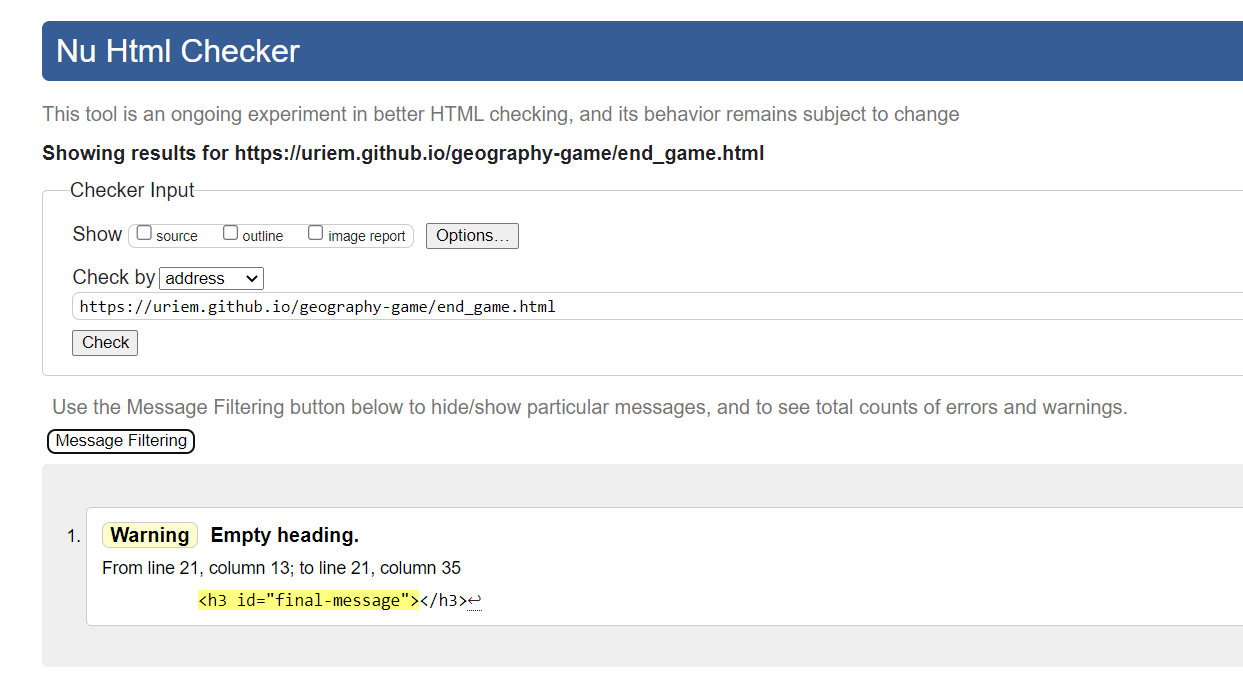 Nu Html Checker
This tool is an ongoing experiment in better HTML checking, and its behavior remains subject to change
Showing results for https://uriem.github.io/geography-game/end_game.html
Checker Input
Show source outline image report Options...
Check by address
https://uriem.github.io/geography-game/end_game.html
Check
Use the Message Filtering button below to hide/show particular messages, and to see total counts of errors and warnings.
Message Filtering
1. Warning Empty heading.
From line 21, column 13; to line 21, column 35
<h3 id="final-message"></h3>↩